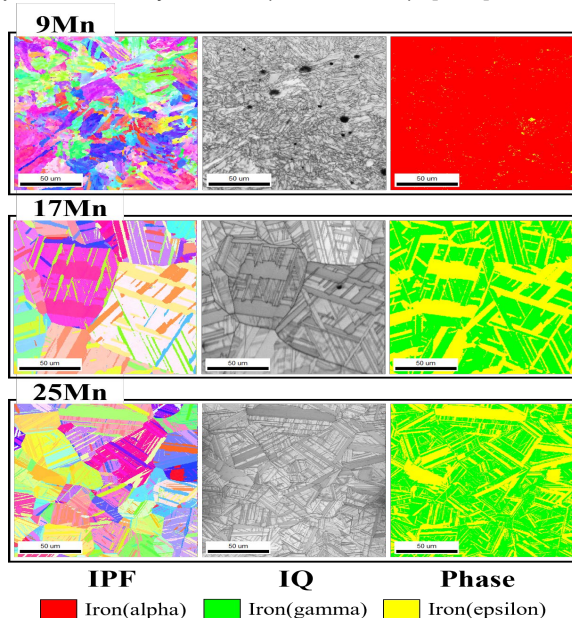 9Mn
50 um 50 um 50 um
17Mn
50 um 50 um 50 um
25Mn
50 um 50 um 50 um
IPF IQ Phase
Iron(alpha) Iron(gamma) Iron(epsilon)